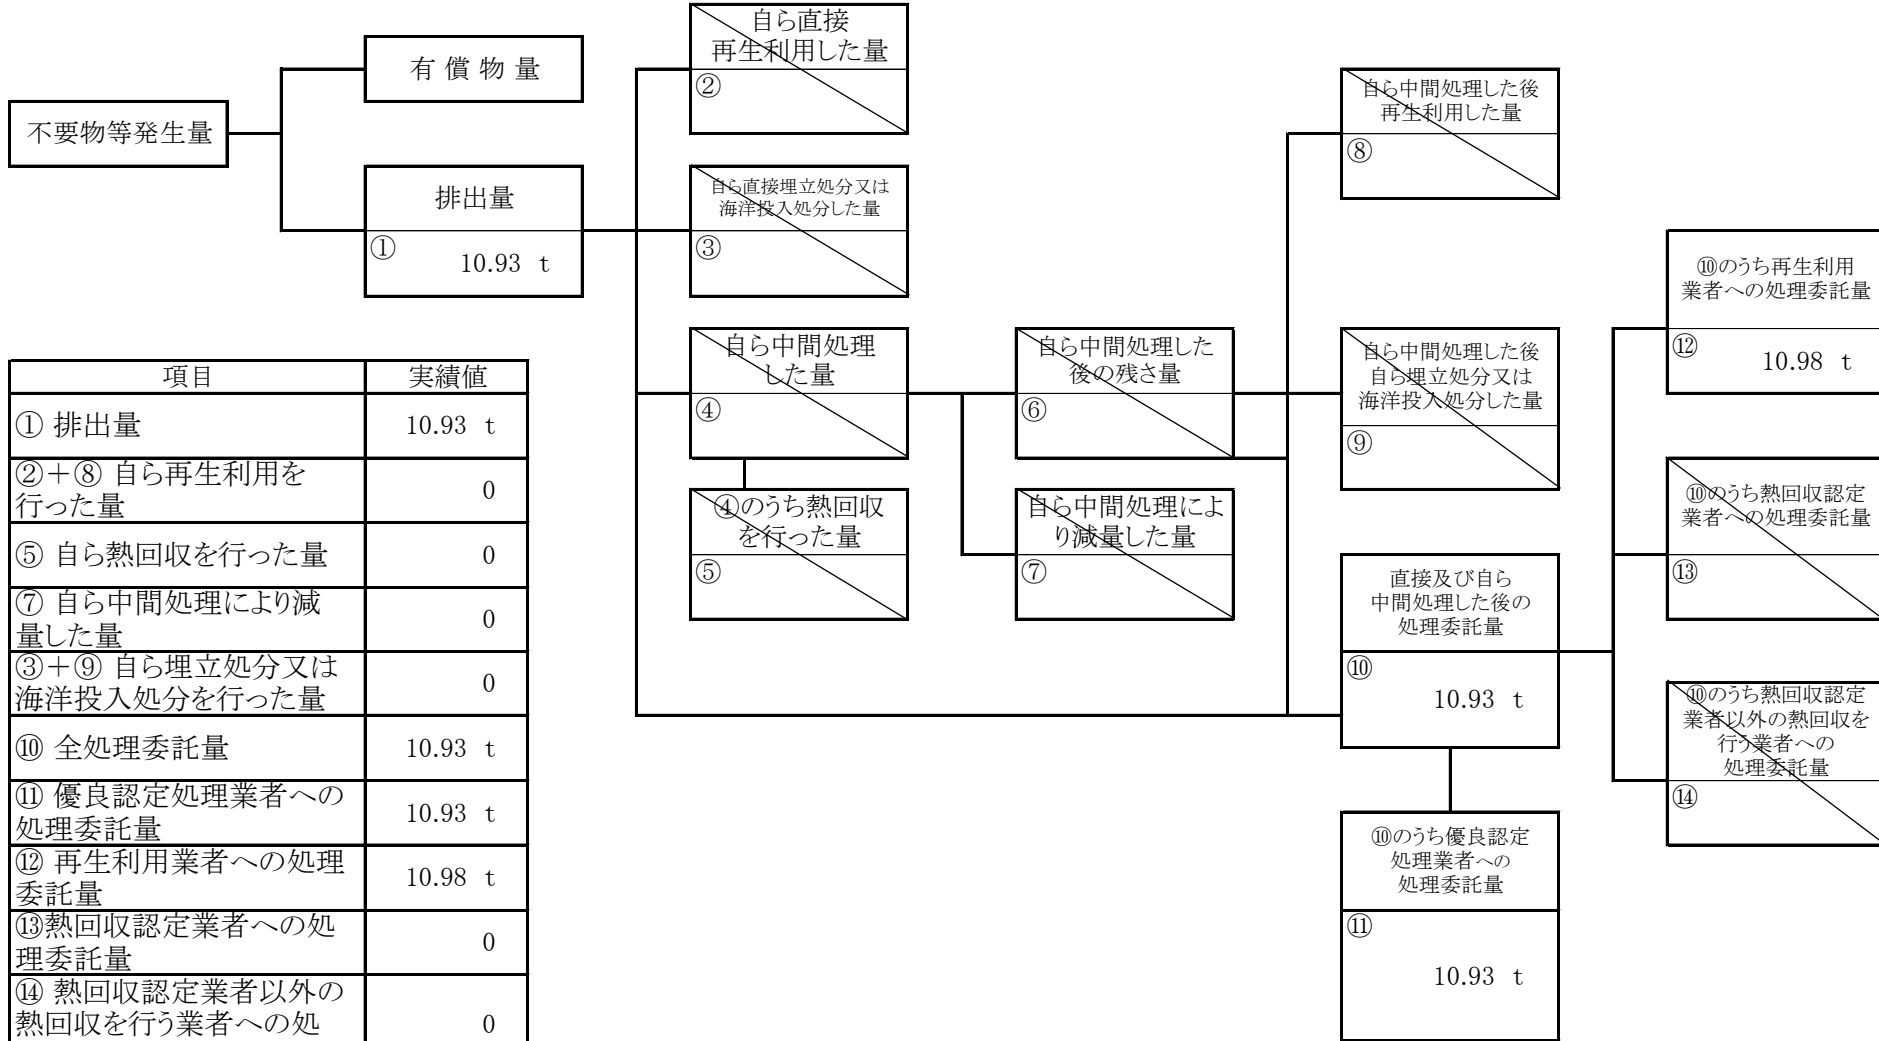 不要物等発生量
有 償 物 量
排出量
①
10.93 t
自ら直接
再生利用した量
②
自ら直接埋立処分又は
海洋投入処分した量
③
自ら中間処理
した量
④
④のうち熱回収
を行った量
⑤
自ら中間処理した
後の残さ量
⑥
自ら中間処理によ
り減量した量
⑦
自ら中間処理した後
再生利用した量
⑧
自ら中間処理した後
自ら埋立処分又は
海洋投入処分した量
⑨
直接及び自ら
中間処理した後の
処理委託量
⑩
10.93 t
⑩のうち優良認定
処理業者への
処理委託量
⑪
10.93 t
⑩のうち再生利用
業者への処理委託量
⑫
10.98 t
⑩のうち熱回収認定
業者への処理委託量
⑬
⑩のうち熱回収認定
業者以外の熱回収を
行う業者への
処理委託量
⑭
項目 実績値
① 排出量 10.93 t
②＋⑧ 自ら再生利用を
行った量 0
⑤ 自ら熱回収を行った量 0
⑦ 自ら中間処理により減
量した量 0
③＋⑨ 自ら埋立処分又は
海洋投入処分を行った量 0
⑩ 全処理委託量 10.93 t
⑪ 優良認定処理業者への
処理委託量 10.93 t
⑫ 再生利用業者への処理
委託量 10.98 t
⑬熱回収認定業者への処
理委託量 0
⑭ 熱回収認定業者以外の
熱回収を行う業者への処 0